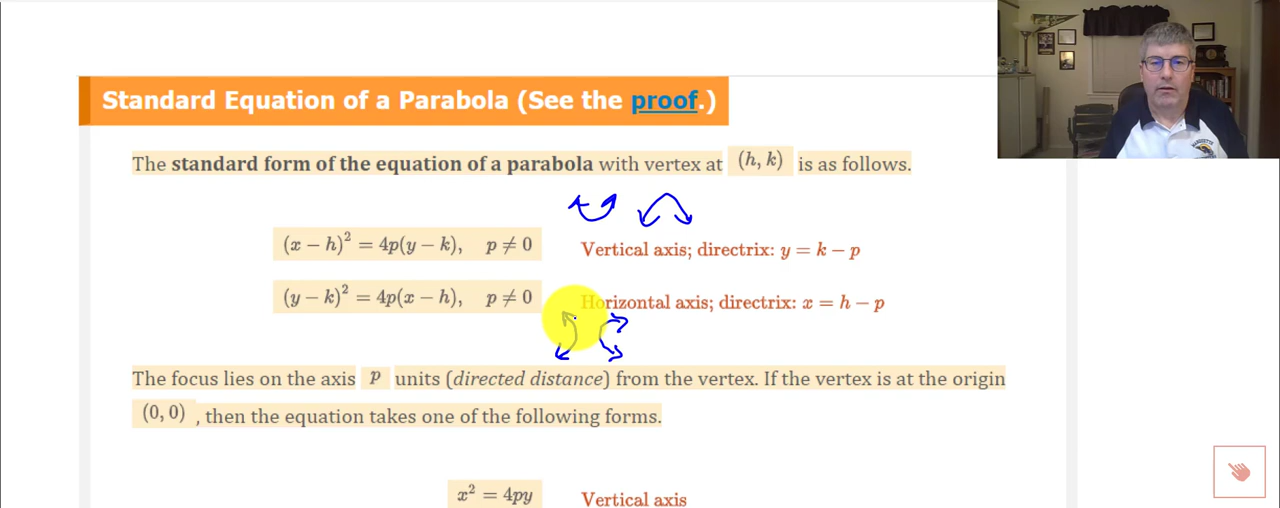 Standard Equation of a Parabola (See the proof.)
The standard form of the equation of a parabola with vertex at (h, k) is as follows.
(x − h)² = 4p(y − k), p ≠ 0 Vertical axis; directrix: y = k − p
(y − k)² = 4p(x − h), p ≠ 0 Horizontal axis; directrix: x = h − p
The focus lies on the axis p units (directed distance) from the vertex. If the vertex is at the origin
(0, 0) , then the equation takes one of the following forms.
x² = 4py Vertical axis